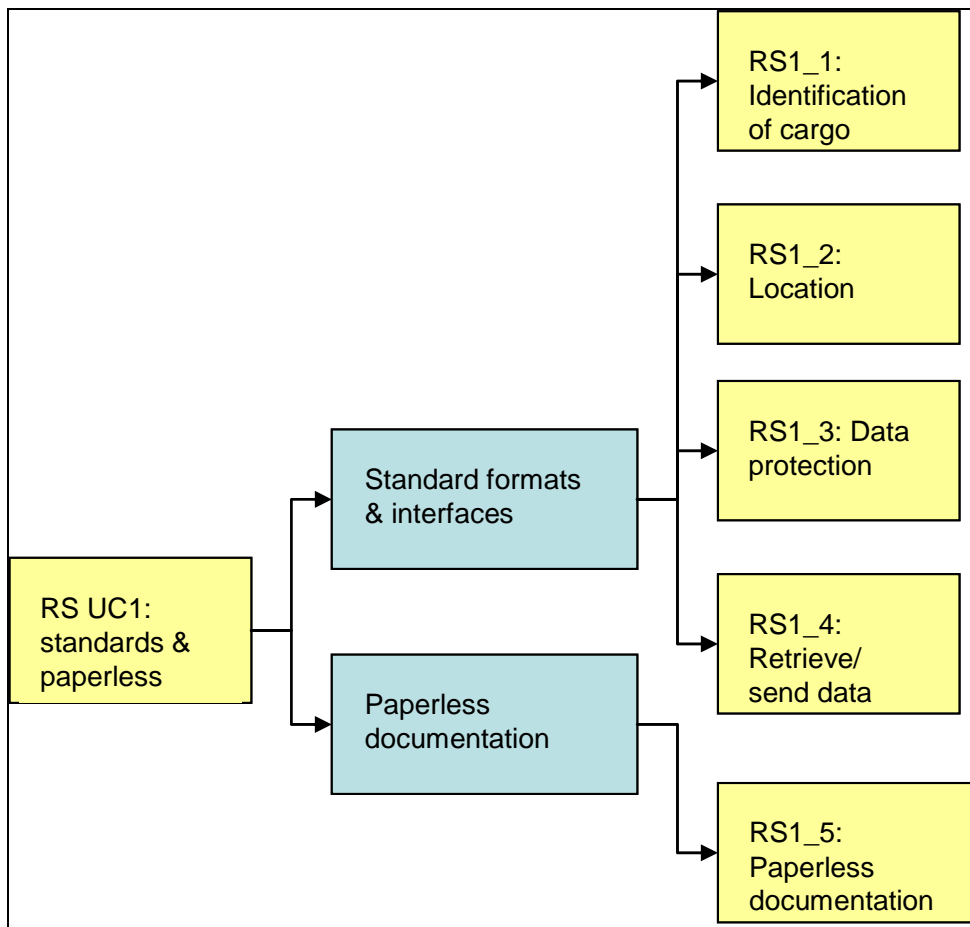 RS1_1:
Identification
of cargo
RS1_2:
Location
RS1_3: Data
protection
Standard formats
& interfaces
RS UC1:
standards &
paperless
RS1_4:
Retrieve/
send data
Paperless
documentation
RS1_5:
Paperless
documentation